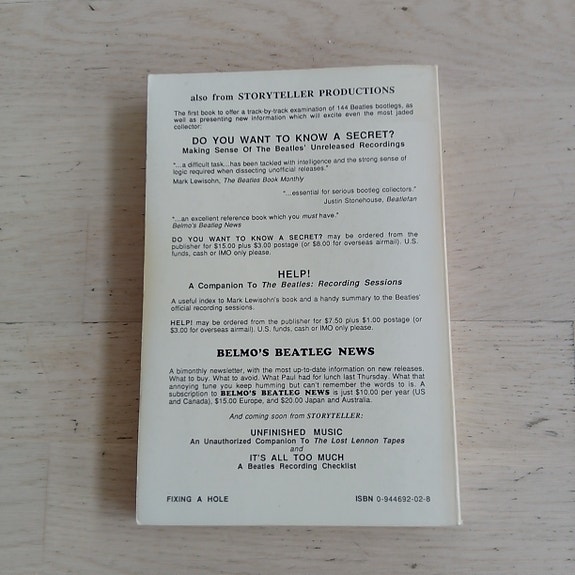 also from STORYTELLER PRODUCTIONS
The first book to offer a track-by-track examination of 144 Beatles bootlegs, as
well as presenting new information which will excite even the most jaded
collector:
DO YOU WANT TO KNOW A SECRET?
Making Sense Of The Beatles' Unreleased Recordings
"...a difficult task...has been tackled with intelligence and the strong sense of
logic required when dissecting unofficial releases."
Mark Lewisohn, The Beatles Book Monthly
"...essential for serious bootleg collectors."
Justin Stonehouse, Beatlefan
"...an excellent reference book which you must have."
Belmo's Beatleg News
DO YOU WANT TO KNOW A SECRET? may be ordered from the
publisher for $15.00 plus $3.00 postage (or $8.00 for overseas airmail). U.S.
funds, cash or IMO only please.
HELP!
A Companion To The Beatles: Recording Sessions
A useful index to Mark Lewisohn's book and a handy summary to the Beatles'
official recording sessions.
HELP! may be ordered from the publisher for $7.50 plus $1.00 postage (or
$3.00 for overseas airmail). U.S. funds, cash or IMO only please.
BELMO'S BEATLEG NEWS
A bimonthly newsletter, with the most up-to-date information on new releases.
What to buy. What to avoid. What Paul had for lunch last Thursday. What that
annoying tune you keep humming but can't remember the words to is. A
subscription to BELMO'S BEATLEG NEWS is just $10.00 per year (US
and Canada), $15.00 Europe, and $20.00 Japan and Australia.
And coming soon from STORYTELLER:
UNFINISHED MUSIC
An Unauthorized Companion To The Lost Lennon Tapes
and
IT'S ALL TOO MUCH
A Beatles Recording Checklist
FIXING A HOLE ISBN 0-944692-02-8